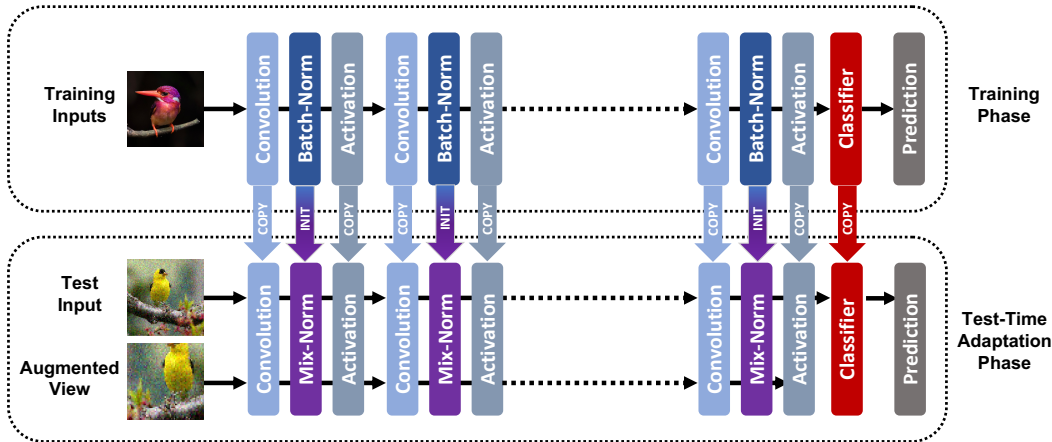 Training
Inputs
Convolution
Batch-Norm
Activation
Convolution
Batch-Norm
Activation
Convolution
Batch-Norm
Activation
Classifier
Prediction
Training
Phase
COPY
INIT
COPY
COPY
INIT
COPY
COPY
INIT
COPY
COPY
Test
Input
Augmented
View
Convolution
Mix-Norm
Activation
Convolution
Mix-Norm
Activation
Convolution
Mix-Norm
Activation
Classifier
Prediction
Test-Time
Adaptation
Phase